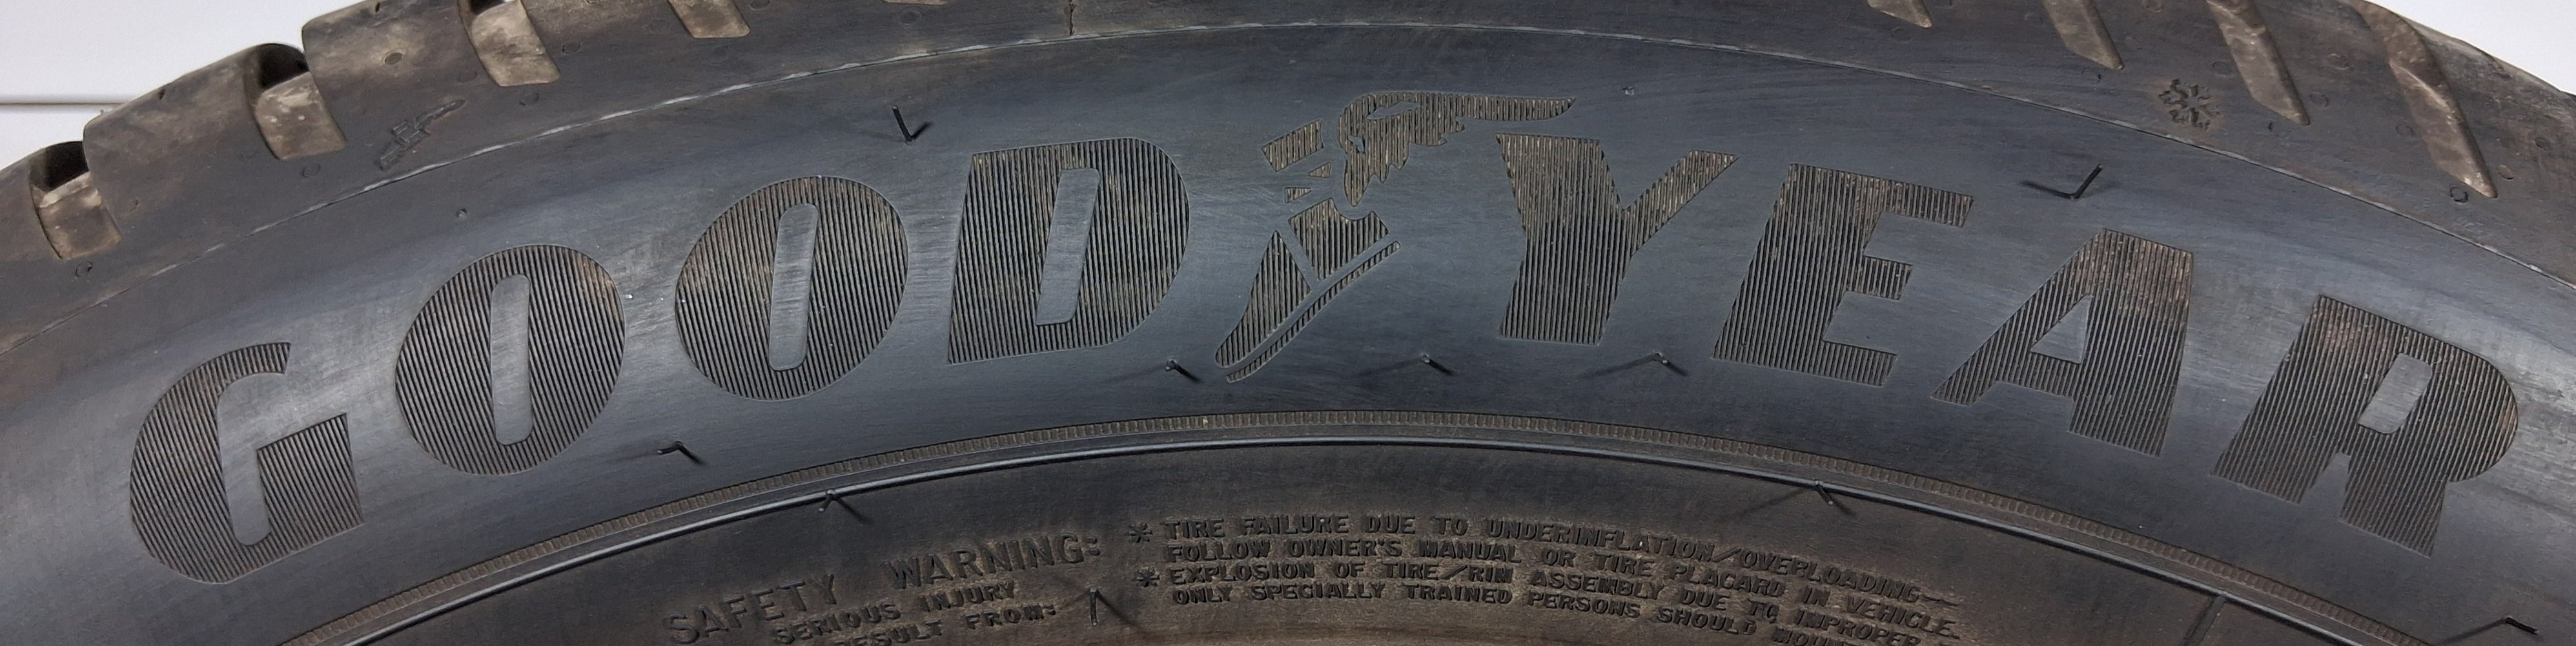 GOODYEAR
SAFETY WARNING:
SERIOUS INJURY
RESULT FROM:
* TIRE FAILURE DUE TO UNDERINFLATION/OVERLOADING—
FOLLOW OWNER'S MANUAL OR TIRE PLACARD IN VEHICLE.
* EXPLOSION OF TIRE/RIM ASSEMBLY DUE TO IMPROPER
ONLY SPECIALLY TRAINED PERSONS SHOULD